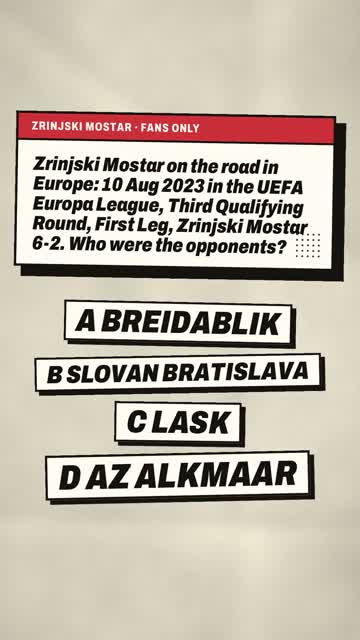 ZRINJSKI MOSTAR · FANS ONLY
Zrinjski Mostar on the road in
Europe: 10 Aug 2023 in the UEFA
Europa League, Third Qualifying
Round, First Leg, Zrinjski Mostar
6-2. Who were the opponents?
A BREIDABLIK
B SLOVAN BRATISLAVA
C LASK
D AZ ALKMAAR